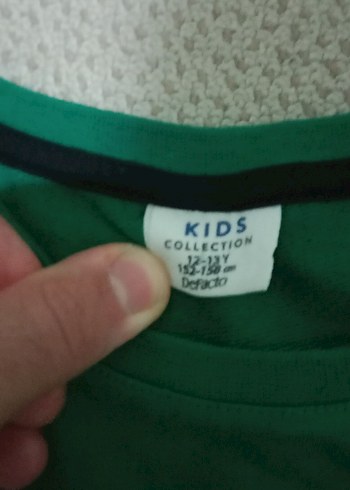 KIDS
COLLECTION
12-13 Y
152-158 cm
DeFacto